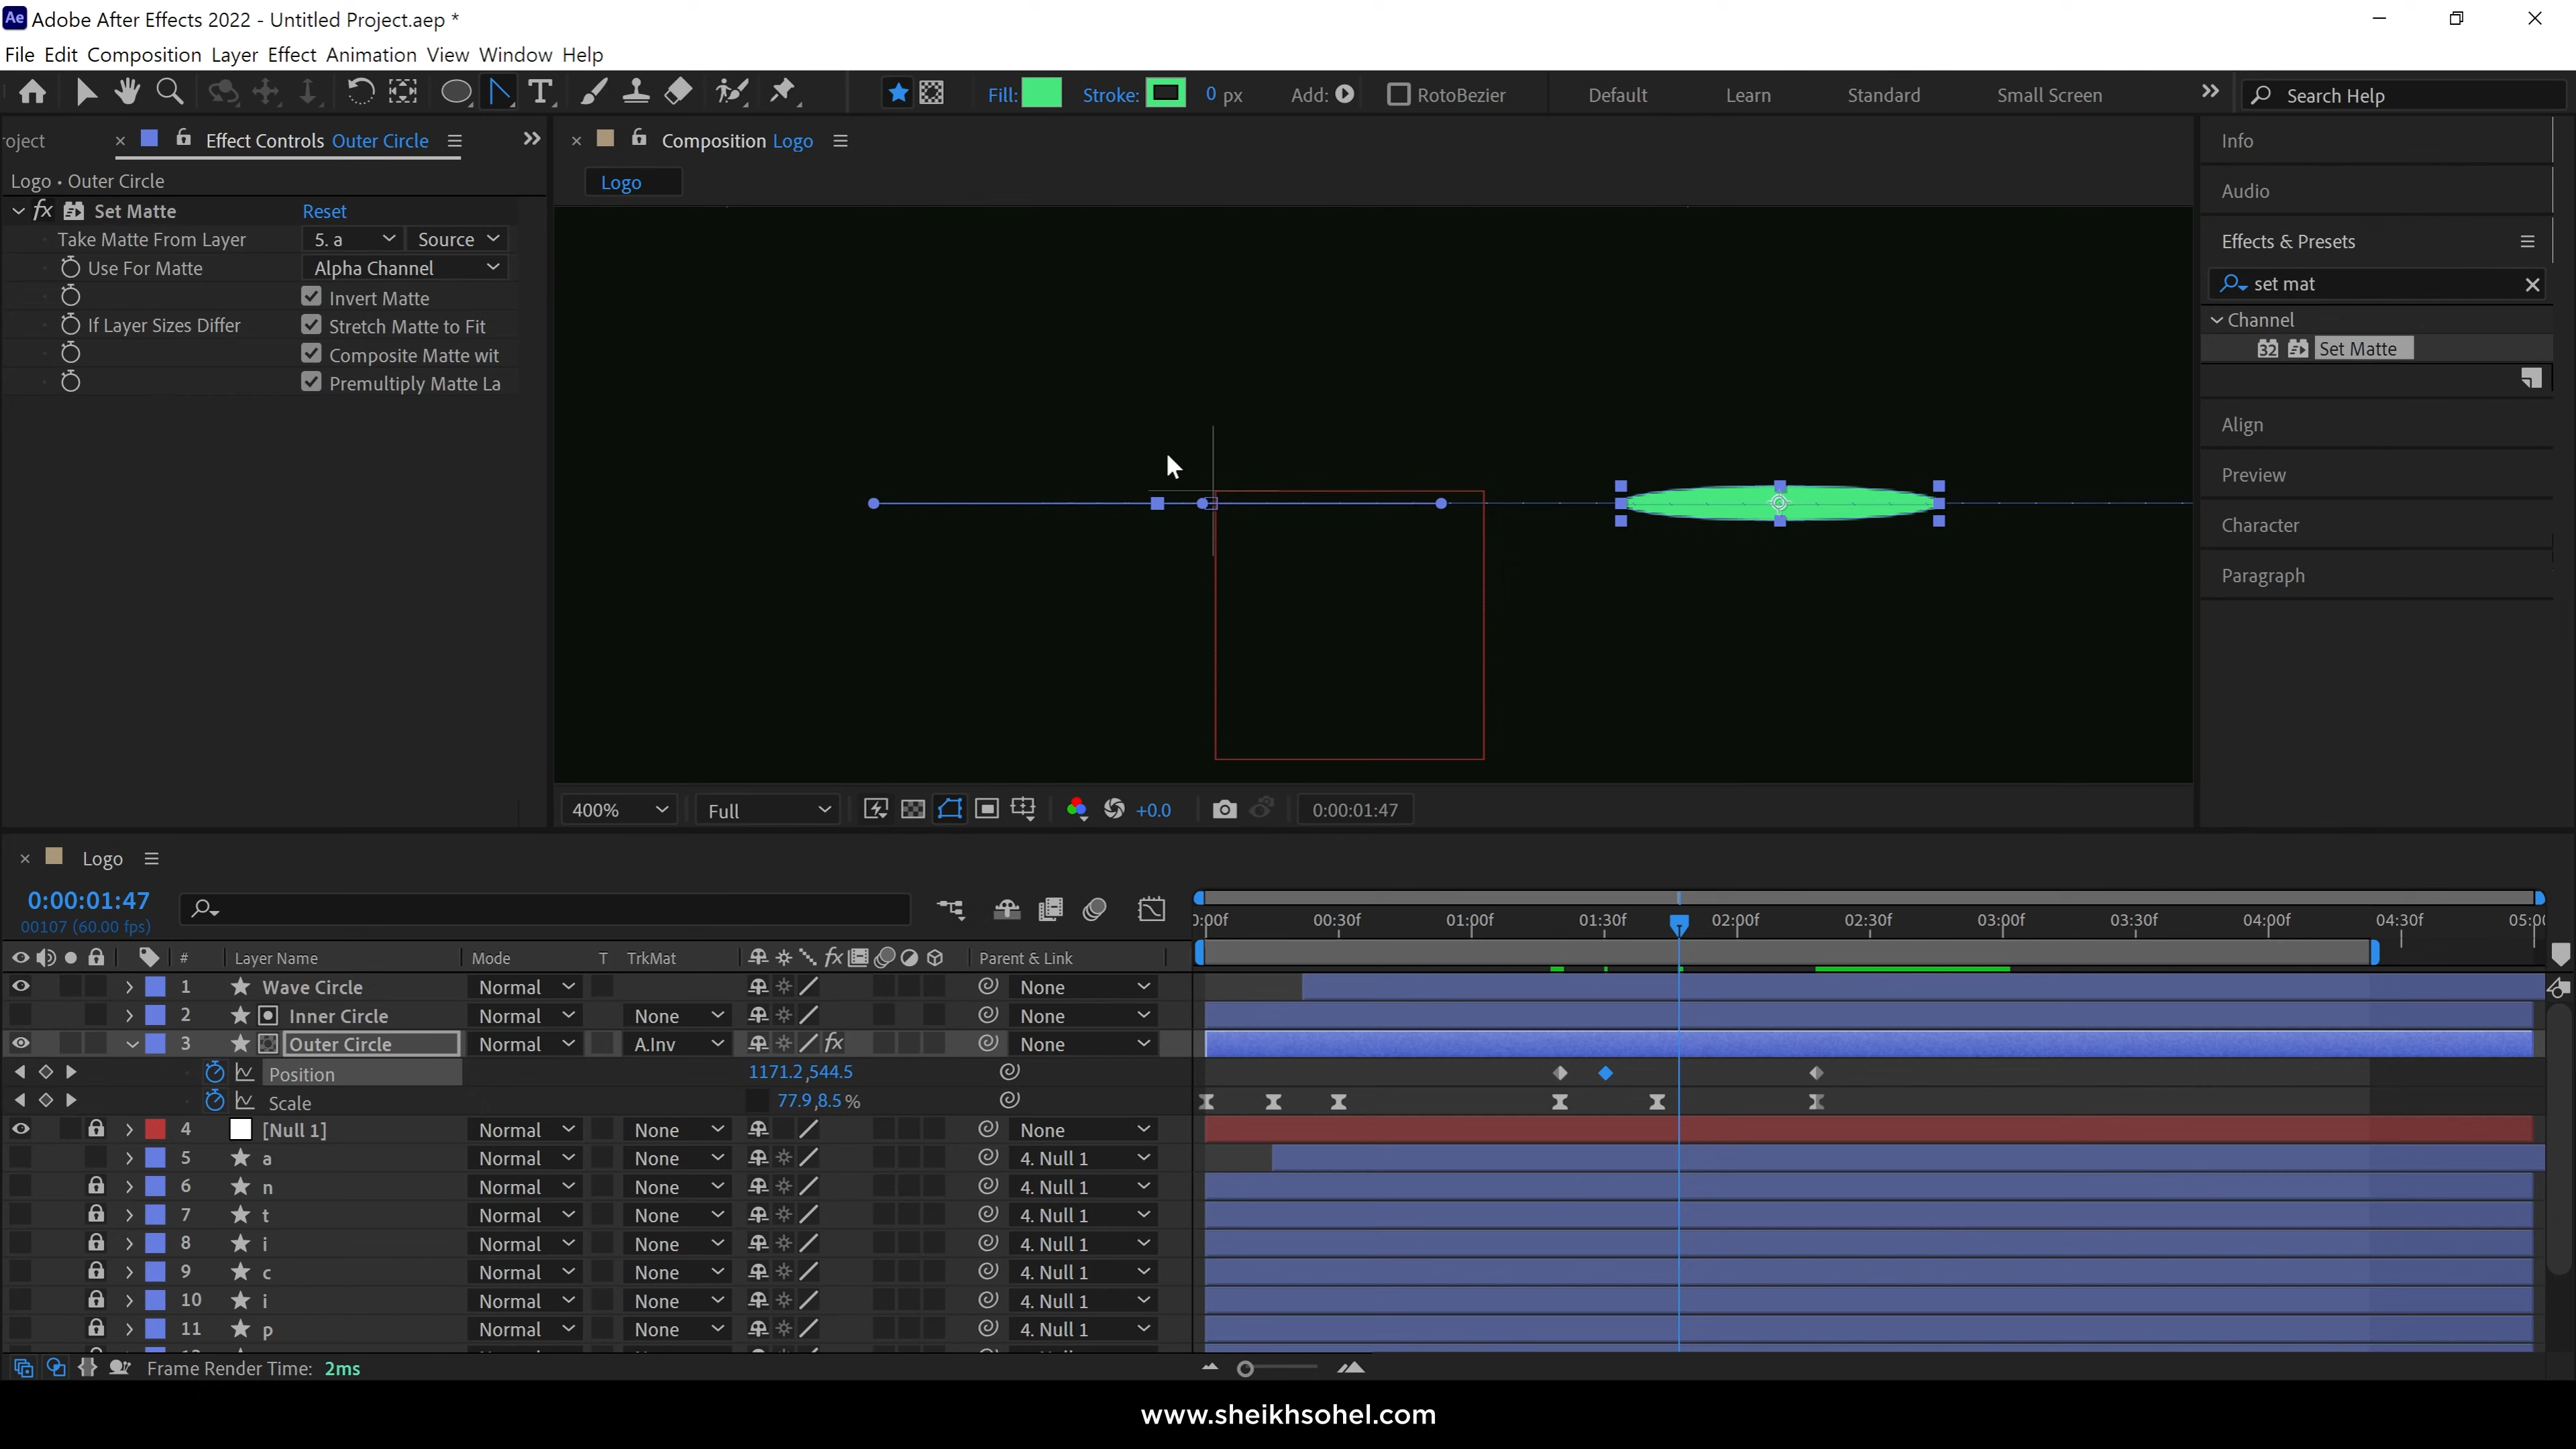 Ae Adobe After Effects 2022 - Untitled Project.aep *
File Edit Composition Layer Effect Animation View Window Help
T Fill: Stroke: 0 px Add: RotoBezier Default Learn Standard Small Screen Search Help
roject Effect Controls Outer Circle
Composition Logo
Logo
Logo • Outer Circle
fx Set Matte Reset
Take Matte From Layer 5. a Source
Use For Matte Alpha Channel
Invert Matte
If Layer Sizes Differ Stretch Matte to Fit
Composite Matte wit
Premultiply Matte La
Info
Audio
Effects & Presets
set mat
Channel
32 Set Matte
Align
Preview
Character
Paragraph
400% Full +0.0 0:00:01:47
Logo
0:00:01:47
00107 (60.00 fps)
0:00f 00:30f 01:00f 01:30f 02:00f 02:30f 03:00f 03:30f 04:00f 04:30f 05:00
# Layer Name Mode T TrkMat fx Parent & Link
1 Wave Circle Normal None
2 Inner Circle Normal None None
3 Outer Circle Normal A.Inv fx None
Position 1171.2,544.5
Scale 77.9,8.5%
4 [Null 1] Normal None None
5 a Normal None 4. Null 1
6 n Normal None 4. Null 1
7 t Normal None 4. Null 1
8 i Normal None 4. Null 1
9 c Normal None 4. Null 1
10 i Normal None 4. Null 1
11 p Normal None 4. Null 1
Frame Render Time: 2ms
www.sheikhsohel.com